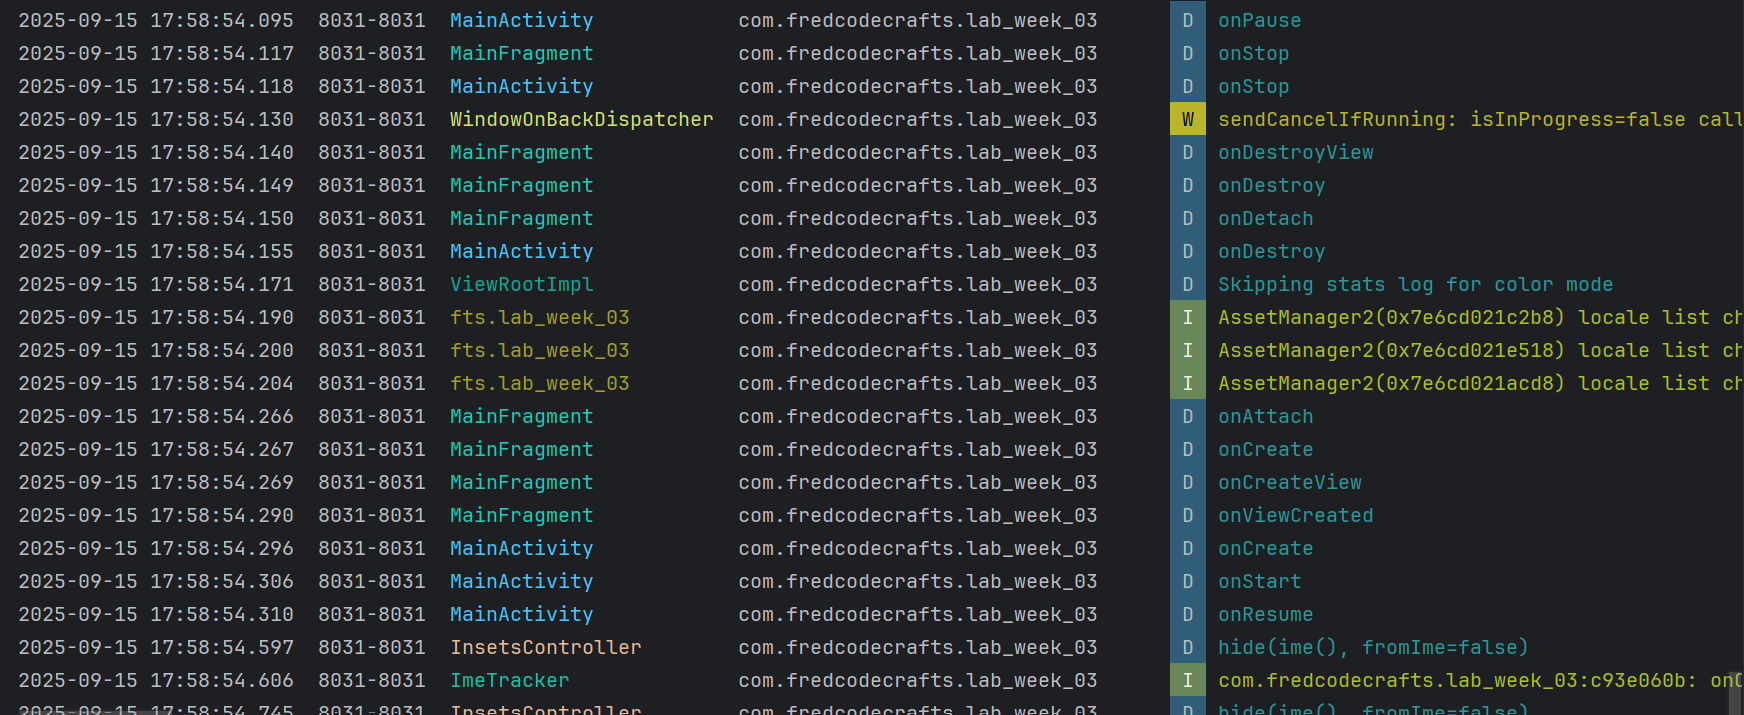 2025-09-15 17:58:54.095 8031-8031 MainActivity com.fredcodecrafts.lab_week_03 D onPause
2025-09-15 17:58:54.117 8031-8031 MainFragment com.fredcodecrafts.lab_week_03 D onStop
2025-09-15 17:58:54.118 8031-8031 MainActivity com.fredcodecrafts.lab_week_03 D onStop
2025-09-15 17:58:54.130 8031-8031 WindowOnBackDispatcher com.fredcodecrafts.lab_week_03 W sendCancelIfRunning: isInProgress=false call
2025-09-15 17:58:54.140 8031-8031 MainFragment com.fredcodecrafts.lab_week_03 D onDestroyView
2025-09-15 17:58:54.149 8031-8031 MainFragment com.fredcodecrafts.lab_week_03 D onDestroy
2025-09-15 17:58:54.150 8031-8031 MainFragment com.fredcodecrafts.lab_week_03 D onDetach
2025-09-15 17:58:54.155 8031-8031 MainActivity com.fredcodecrafts.lab_week_03 D onDestroy
2025-09-15 17:58:54.171 8031-8031 ViewRootImpl com.fredcodecrafts.lab_week_03 D Skipping stats log for color mode
2025-09-15 17:58:54.190 8031-8031 fts.lab_week_03 com.fredcodecrafts.lab_week_03 I AssetManager2(0x7e6cd021c2b8) locale list ch
2025-09-15 17:58:54.200 8031-8031 fts.lab_week_03 com.fredcodecrafts.lab_week_03 I AssetManager2(0x7e6cd021e518) locale list ch
2025-09-15 17:58:54.204 8031-8031 fts.lab_week_03 com.fredcodecrafts.lab_week_03 I AssetManager2(0x7e6cd021acd8) locale list ch
2025-09-15 17:58:54.266 8031-8031 MainFragment com.fredcodecrafts.lab_week_03 D onAttach
2025-09-15 17:58:54.267 8031-8031 MainFragment com.fredcodecrafts.lab_week_03 D onCreate
2025-09-15 17:58:54.269 8031-8031 MainFragment com.fredcodecrafts.lab_week_03 D onCreateView
2025-09-15 17:58:54.290 8031-8031 MainFragment com.fredcodecrafts.lab_week_03 D onViewCreated
2025-09-15 17:58:54.296 8031-8031 MainActivity com.fredcodecrafts.lab_week_03 D onCreate
2025-09-15 17:58:54.306 8031-8031 MainActivity com.fredcodecrafts.lab_week_03 D onStart
2025-09-15 17:58:54.310 8031-8031 MainActivity com.fredcodecrafts.lab_week_03 D onResume
2025-09-15 17:58:54.597 8031-8031 InsetsController com.fredcodecrafts.lab_week_03 D hide(ime(), fromIme=false)
2025-09-15 17:58:54.606 8031-8031 ImeTracker com.fredcodecrafts.lab_week_03 I com.fredcodecrafts.lab_week_03:c93e060b:
2025-09-15 17:58:54.745 8031-8031 InsetsController com.fredcodecrafts.lab_week_03 D hide(ime(), fromIme=false)